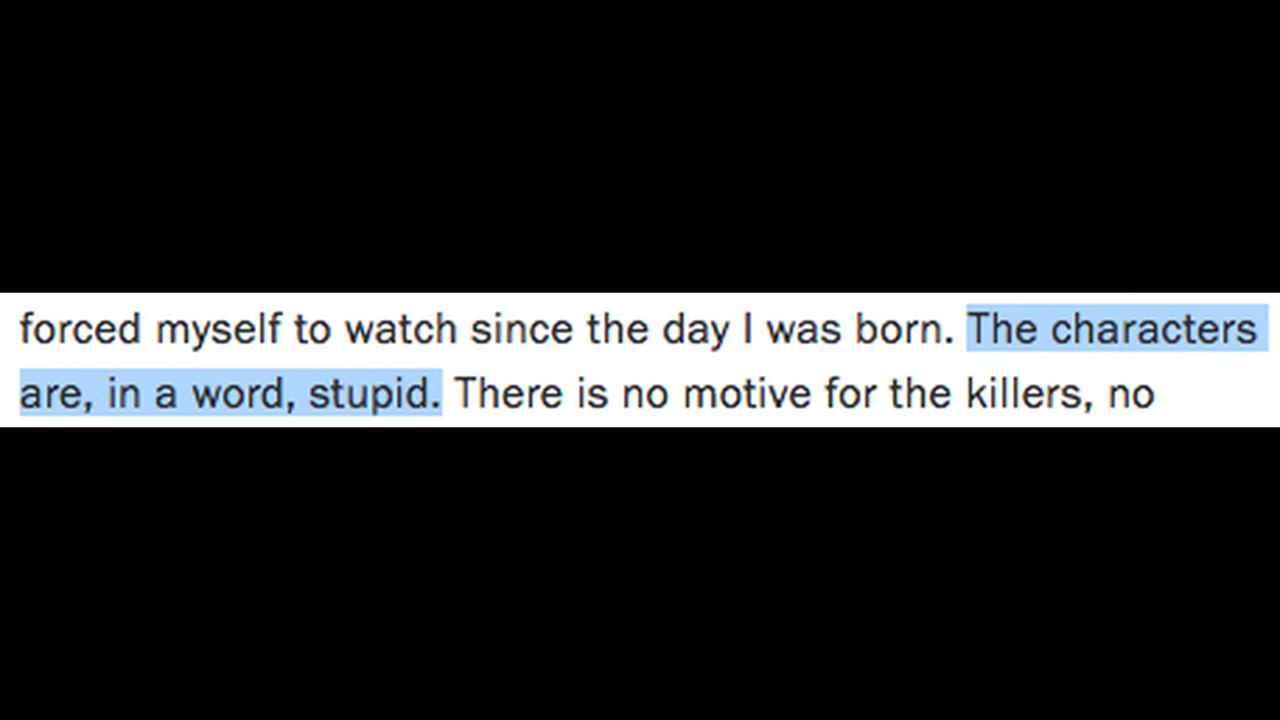 forced myself to watch since the day I was born. The characters
are, in a word, stupid. There is no motive for the killers, no